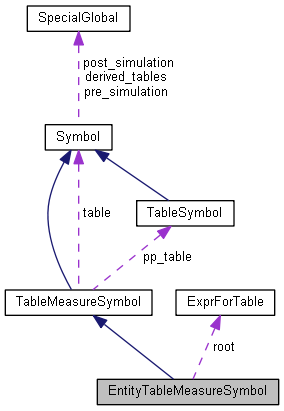 SpecialGlobal
post_simulation
derived_tables
pre_simulation
Symbol
table
TableSymbol
pp_table
TableMeasureSymbol
ExprForTable
root
EntityTableMeasureSymbol